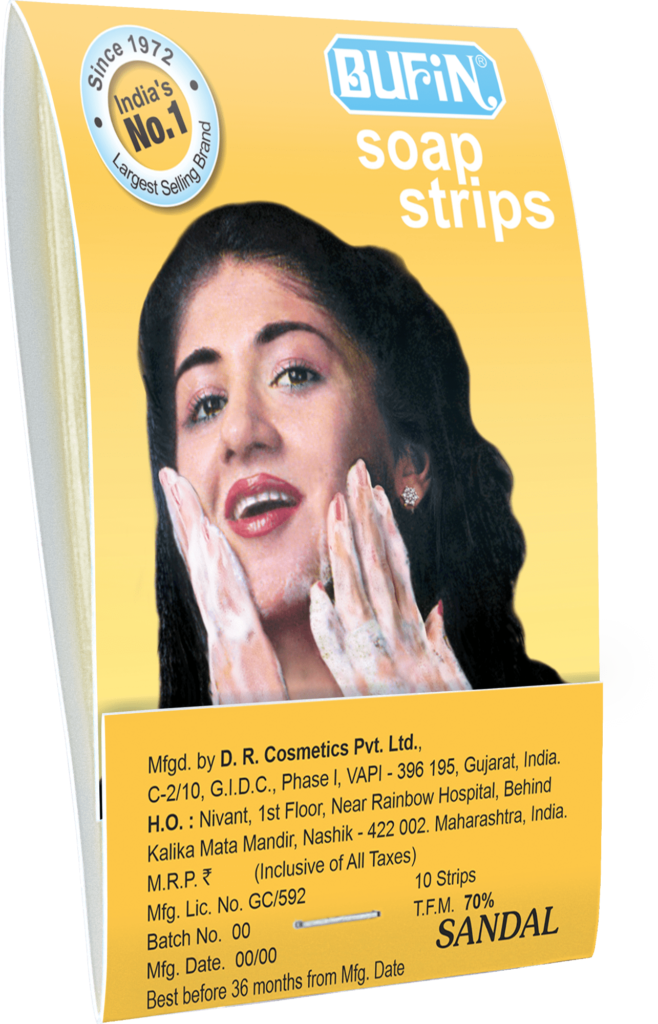 Since 1972
India's
No.1
Largest Selling Brand
BUFiN®
soap
strips
Mfgd. by D. R. Cosmetics Pvt. Ltd.,
C-2/10, G.I.D.C., Phase I, VAPI - 396 195, Gujarat, India.
H.O. : Nivant, 1st Floor, Near Rainbow Hospital, Behind
Kalika Mata Mandir, Nashik - 422 002. Maharashtra, India.
M.R.P. ₹ (Inclusive of All Taxes)
Mfg. Lic. No. GC/592
10 Strips
Batch No. 00
T.F.M. 70%
Mfg. Date. 00/00
SANDAL
Best before 36 months from Mfg. Date